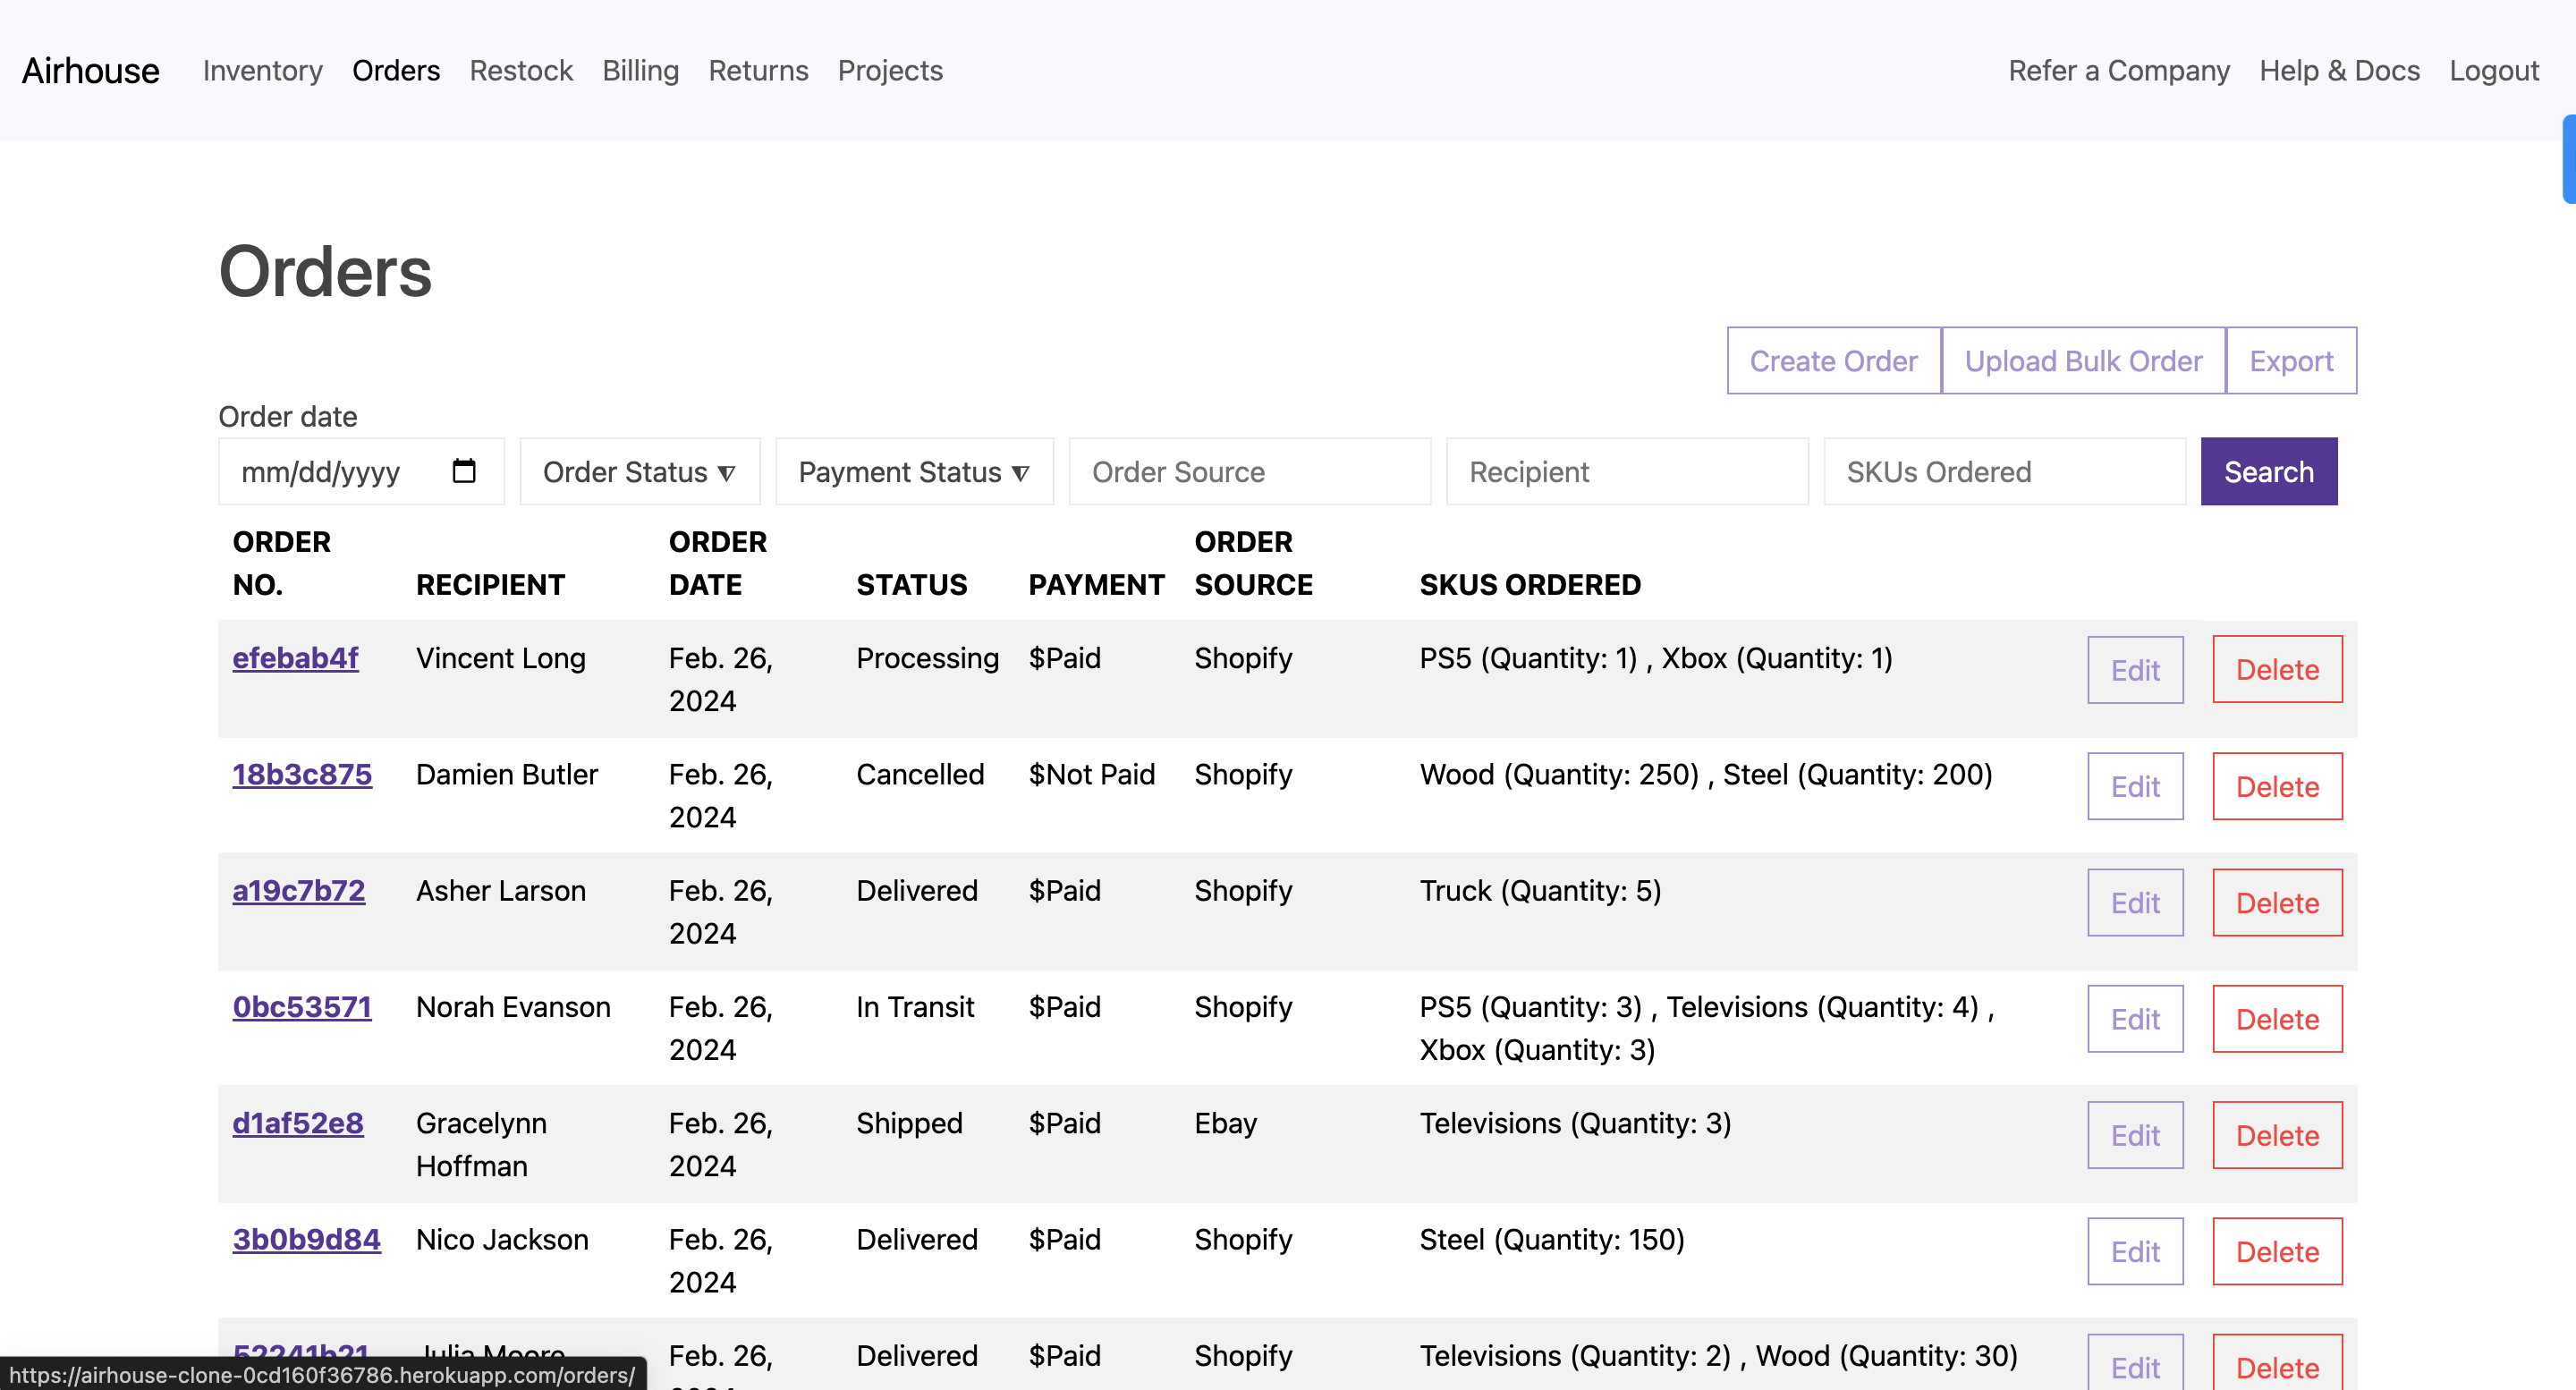 Airhouse Inventory Orders Restock Billing Returns Projects Refer a Company Help & Docs Logout
Orders
Create Order Upload Bulk Order Export
Order date
mm/dd/yyyy Order Status Payment Status Order Source Recipient SKUs Ordered Search
ORDER NO. RECIPIENT ORDER DATE STATUS PAYMENT ORDER SOURCE SKUS ORDERED
efebab4f Vincent Long Feb. 26, Processing $Paid Shopify PS5 (Quantity: 1) , Xbox (Quantity: 1) Edit Delete
2024
18b3c875 Damien Butler Feb. 26, Cancelled $Not Paid Shopify Wood (Quantity: 250) , Steel (Quantity: 200) Edit Delete
2024
a19c7b72 Asher Larson Feb. 26, Delivered $Paid Shopify Truck (Quantity: 5) Edit Delete
2024
0bc53571 Norah Evanson Feb. 26, In Transit $Paid Shopify PS5 (Quantity: 3) , Televisions (Quantity: 4) , Edit Delete
2024 Xbox (Quantity: 3)
d1af52e8 Gracelynn Feb. 26, Shipped $Paid Ebay Televisions (Quantity: 3) Edit Delete
Hoffman 2024
3b0b9d84 Nico Jackson Feb. 26, Delivered $Paid Shopify Steel (Quantity: 150) Edit Delete
2024
52241b21 Julia Moore Feb. 26, Delivered $Paid Shopify Televisions (Quantity: 2) , Wood (Quantity: 30) Edit Delete
https://airhouse-clone-0cd160f36786.herokuapp.com/orders/